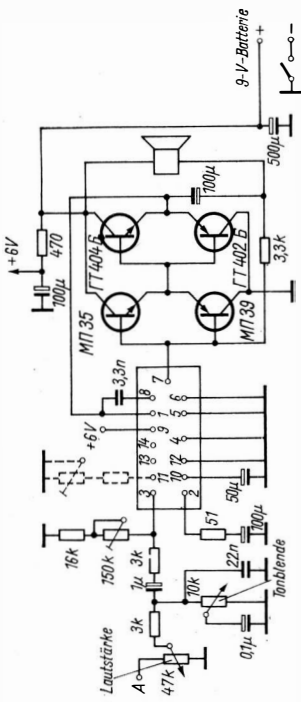 Lautstärke
A
47k
3k
1µ
3k
16k
150k
10k
0,1µ
22n
Tonblende
51
100µ
50µ
3
11
13
14
9
1
8
2
10
12
4
5
6
7
+6V
3,3n
+6V
470
100µ
МП35
ГТ404Б
МП39
ГТ402Б
100µ
3,3k
500µ
9-V-Batterie
+
−